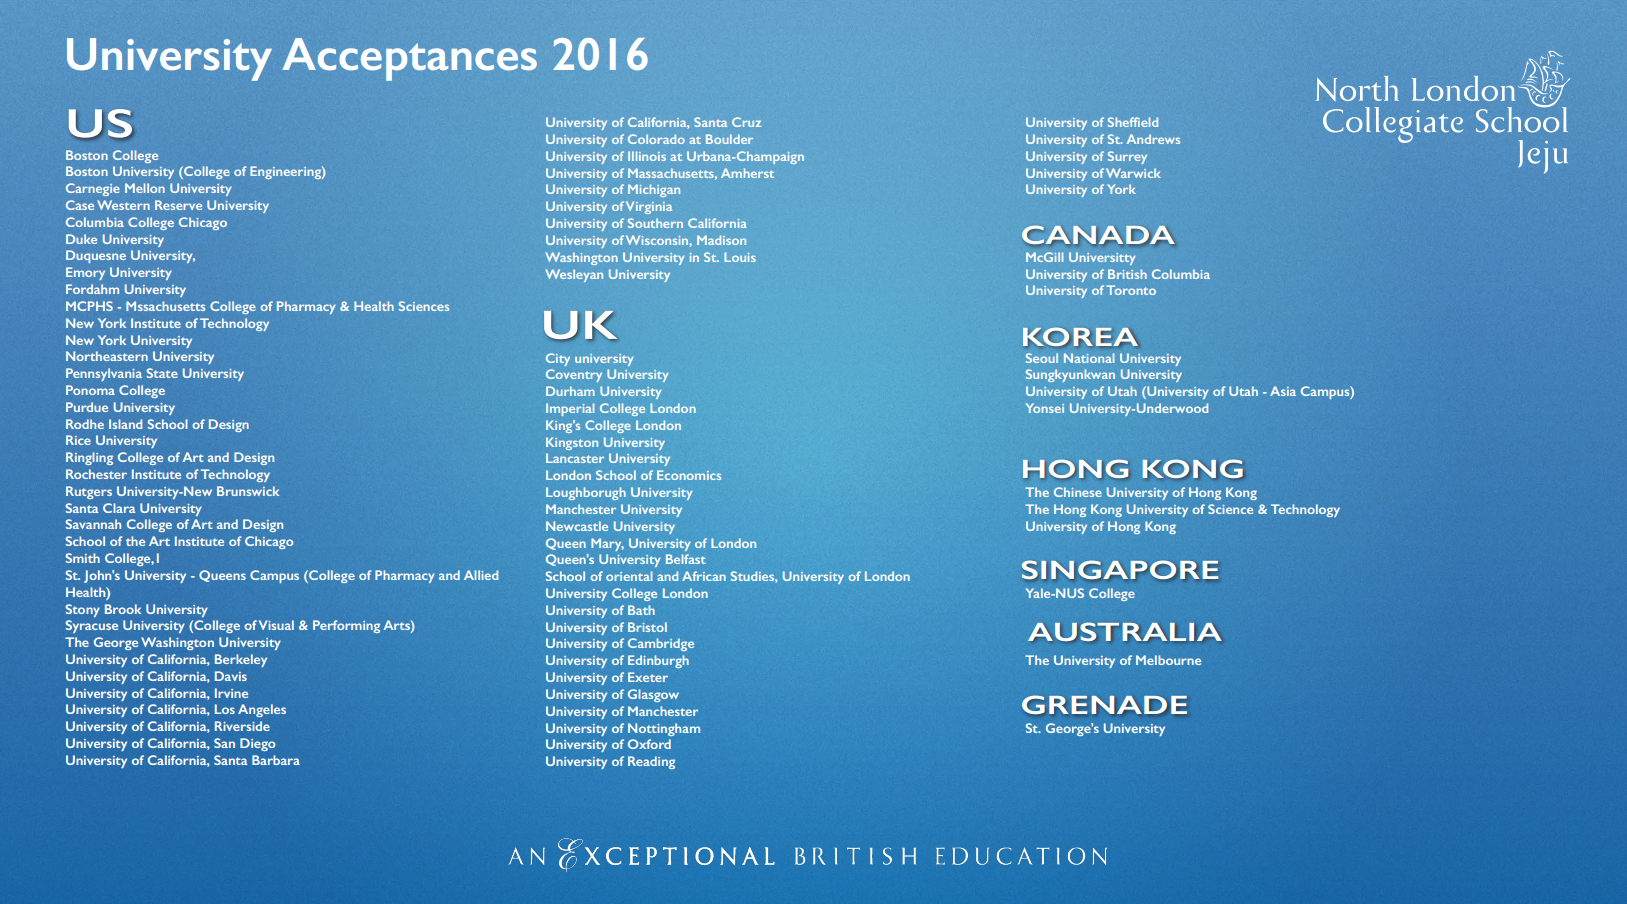 University Acceptances 2016
North London
Collegiate School
Jeju
US
Boston College
Boston University (College of Engineering)
Carnegie Mellon University
Case Western Reserve University
Columbia College Chicago
Duke University
Duquesne University,
Emory University
Fordahm University
MCPHS - Mssachusetts College of Pharmacy & Health Sciences
New York Institute of Technology
New York University
Northeastern University
Pennsylvania State University
Ponoma College
Purdue University
Rodhe Island School of Design
Rice University
Ringling College of Art and Design
Rochester Institute of Technology
Rutgers University-New Brunswick
Santa Clara University
Savannah College of Art and Design
School of the Art Institute of Chicago
Smith College,1
St. John's University - Queens Campus (College of Pharmacy and Allied
Health)
Stony Brook University
Syracuse University (College of Visual & Performing Arts)
The George Washington University
University of California, Berkeley
University of California, Davis
University of California, Irvine
University of California, Los Angeles
University of California, Riverside
University of California, San Diego
University of California, Santa Barbara
University of California, Santa Cruz
University of Colorado at Boulder
University of Illinois at Urbana-Champaign
University of Massachusetts, Amherst
University of Michigan
University of Virginia
University of Southern California
University of Wisconsin, Madison
Washington University in St. Louis
Wesleyan University
UK
City university
Coventry University
Durham University
Imperial College London
King's College London
Kingston University
Lancaster University
London School of Economics
Loughborugh University
Manchester University
Newcastle University
Queen Mary, University of London
Queen's University Belfast
School of oriental and African Studies, University of London
University College London
University of Bath
University of Bristol
University of Cambridge
University of Edinburgh
University of Exeter
University of Glasgow
University of Manchester
University of Nottingham
University of Oxford
University of Reading
University of Sheffield
University of St. Andrews
University of Surrey
University of Warwick
University of York
CANADA
McGill Universitty
University of British Columbia
University of Toronto
KOREA
Seoul National University
Sungkyunkwan University
University of Utah (University of Utah - Asia Campus)
Yonsei University-Underwood
HONG KONG
The Chinese University of Hong Kong
The Hong Kong University of Science & Technology
University of Hong Kong
SINGAPORE
Yale-NUS College
AUSTRALIA
The University of Melbourne
GRENADE
St. George's University
AN EXCEPTIONAL BRITISH EDUCATION